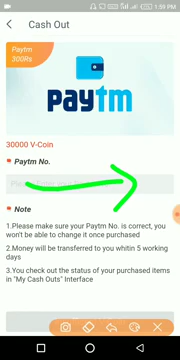 1:59 PM
Cash Out
Paytm
300Rs
paytm
30000 V-Coin
Paytm No.
Note
1.Please make sure your Paytm No. is correct, you
won't be able to change it once purchased
2.Money will be transferred to you whitin 5 working
days
3.You check out the status of your purchased items
in "My Cash Outs" Interface